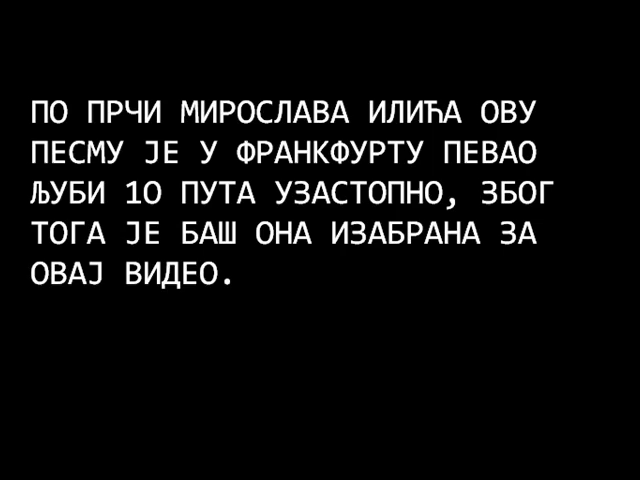 ПО ПРЧИ МИРОСЛАВА ИЛИЋА ОВУ
ПЕСМУ ЈЕ У ФРАНКФУРТУ ПЕВАО
ЉУБИ 1О ПУТА УЗАСТОПНО, ЗБОГ
ТОГА ЈЕ БАШ ОНА ИЗАБРАНА ЗА
ОВАЈ ВИДЕО.